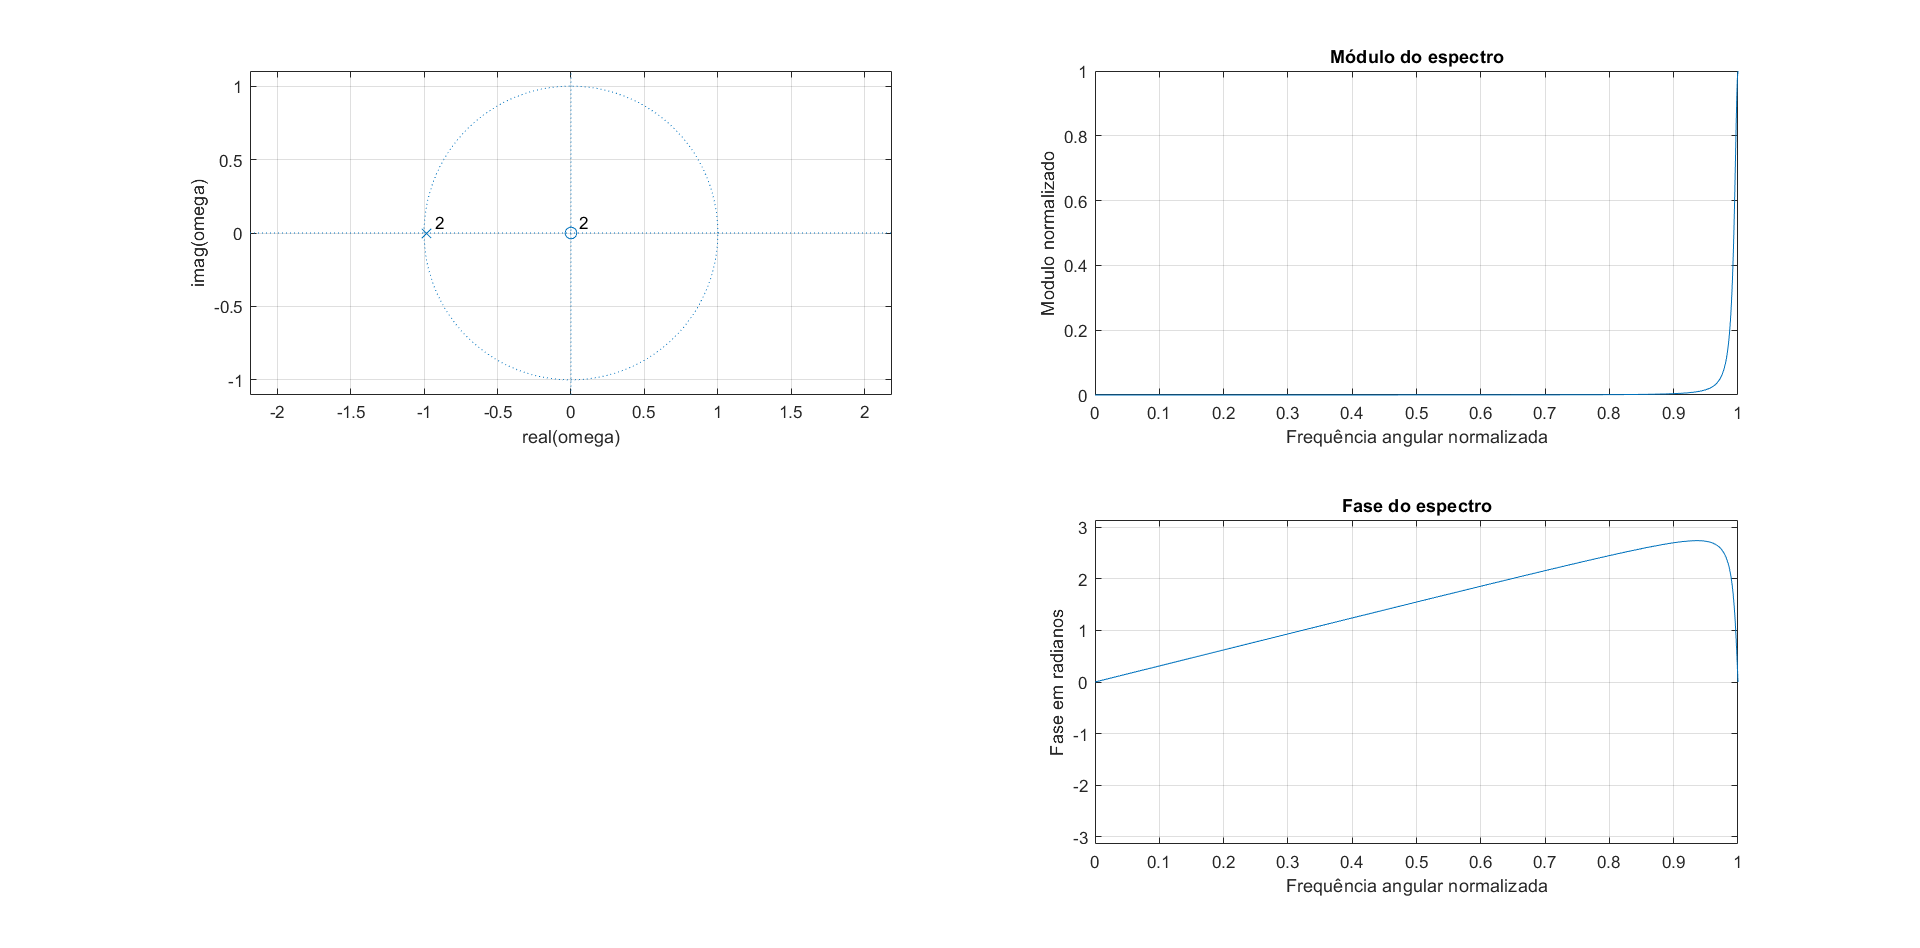 1
0.5
0
-0.5
-1
imag(omega)
2
2
-2 -1.5 -1 -0.5 0 0.5 1 1.5 2
real(omega)
Módulo do espectro
1
0.8
0.6
0.4
0.2
0
Modulo normalizado
0 0.1 0.2 0.3 0.4 0.5 0.6 0.7 0.8 0.9 1
Frequência angular normalizada
Fase do espectro
3
2
1
0
-1
-2
-3
Fase em radianos
0 0.1 0.2 0.3 0.4 0.5 0.6 0.7 0.8 0.9 1
Frequência angular normalizada